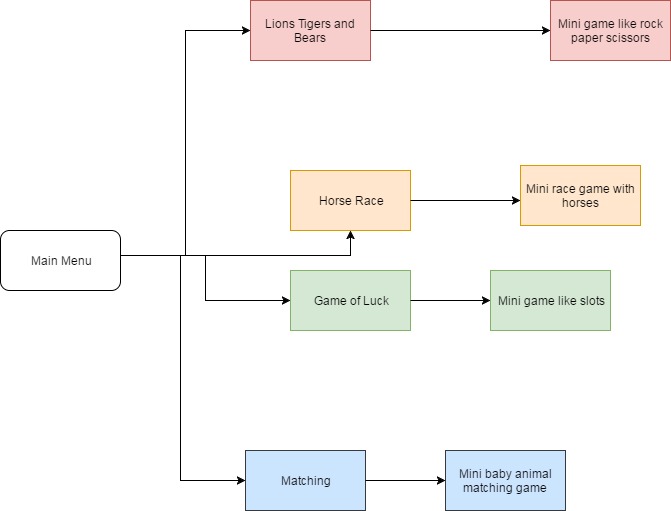 Lions Tigers and
Bears
Mini game like rock
paper scissors
Horse Race
Mini race game with
horses
Main Menu
Game of Luck
Mini game like slots
Matching
Mini baby animal
matching game